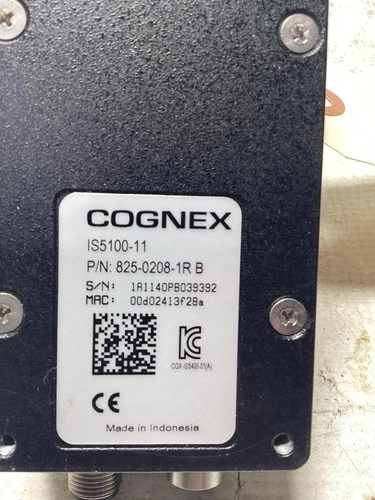 COGNEX
IS5100-11
P/N: 825-0208-1R B
S/N: 1A1140PB039392
MAC: 00d02413f28a
CGX-IS5400-01(A)
CE
Made in Indonesia